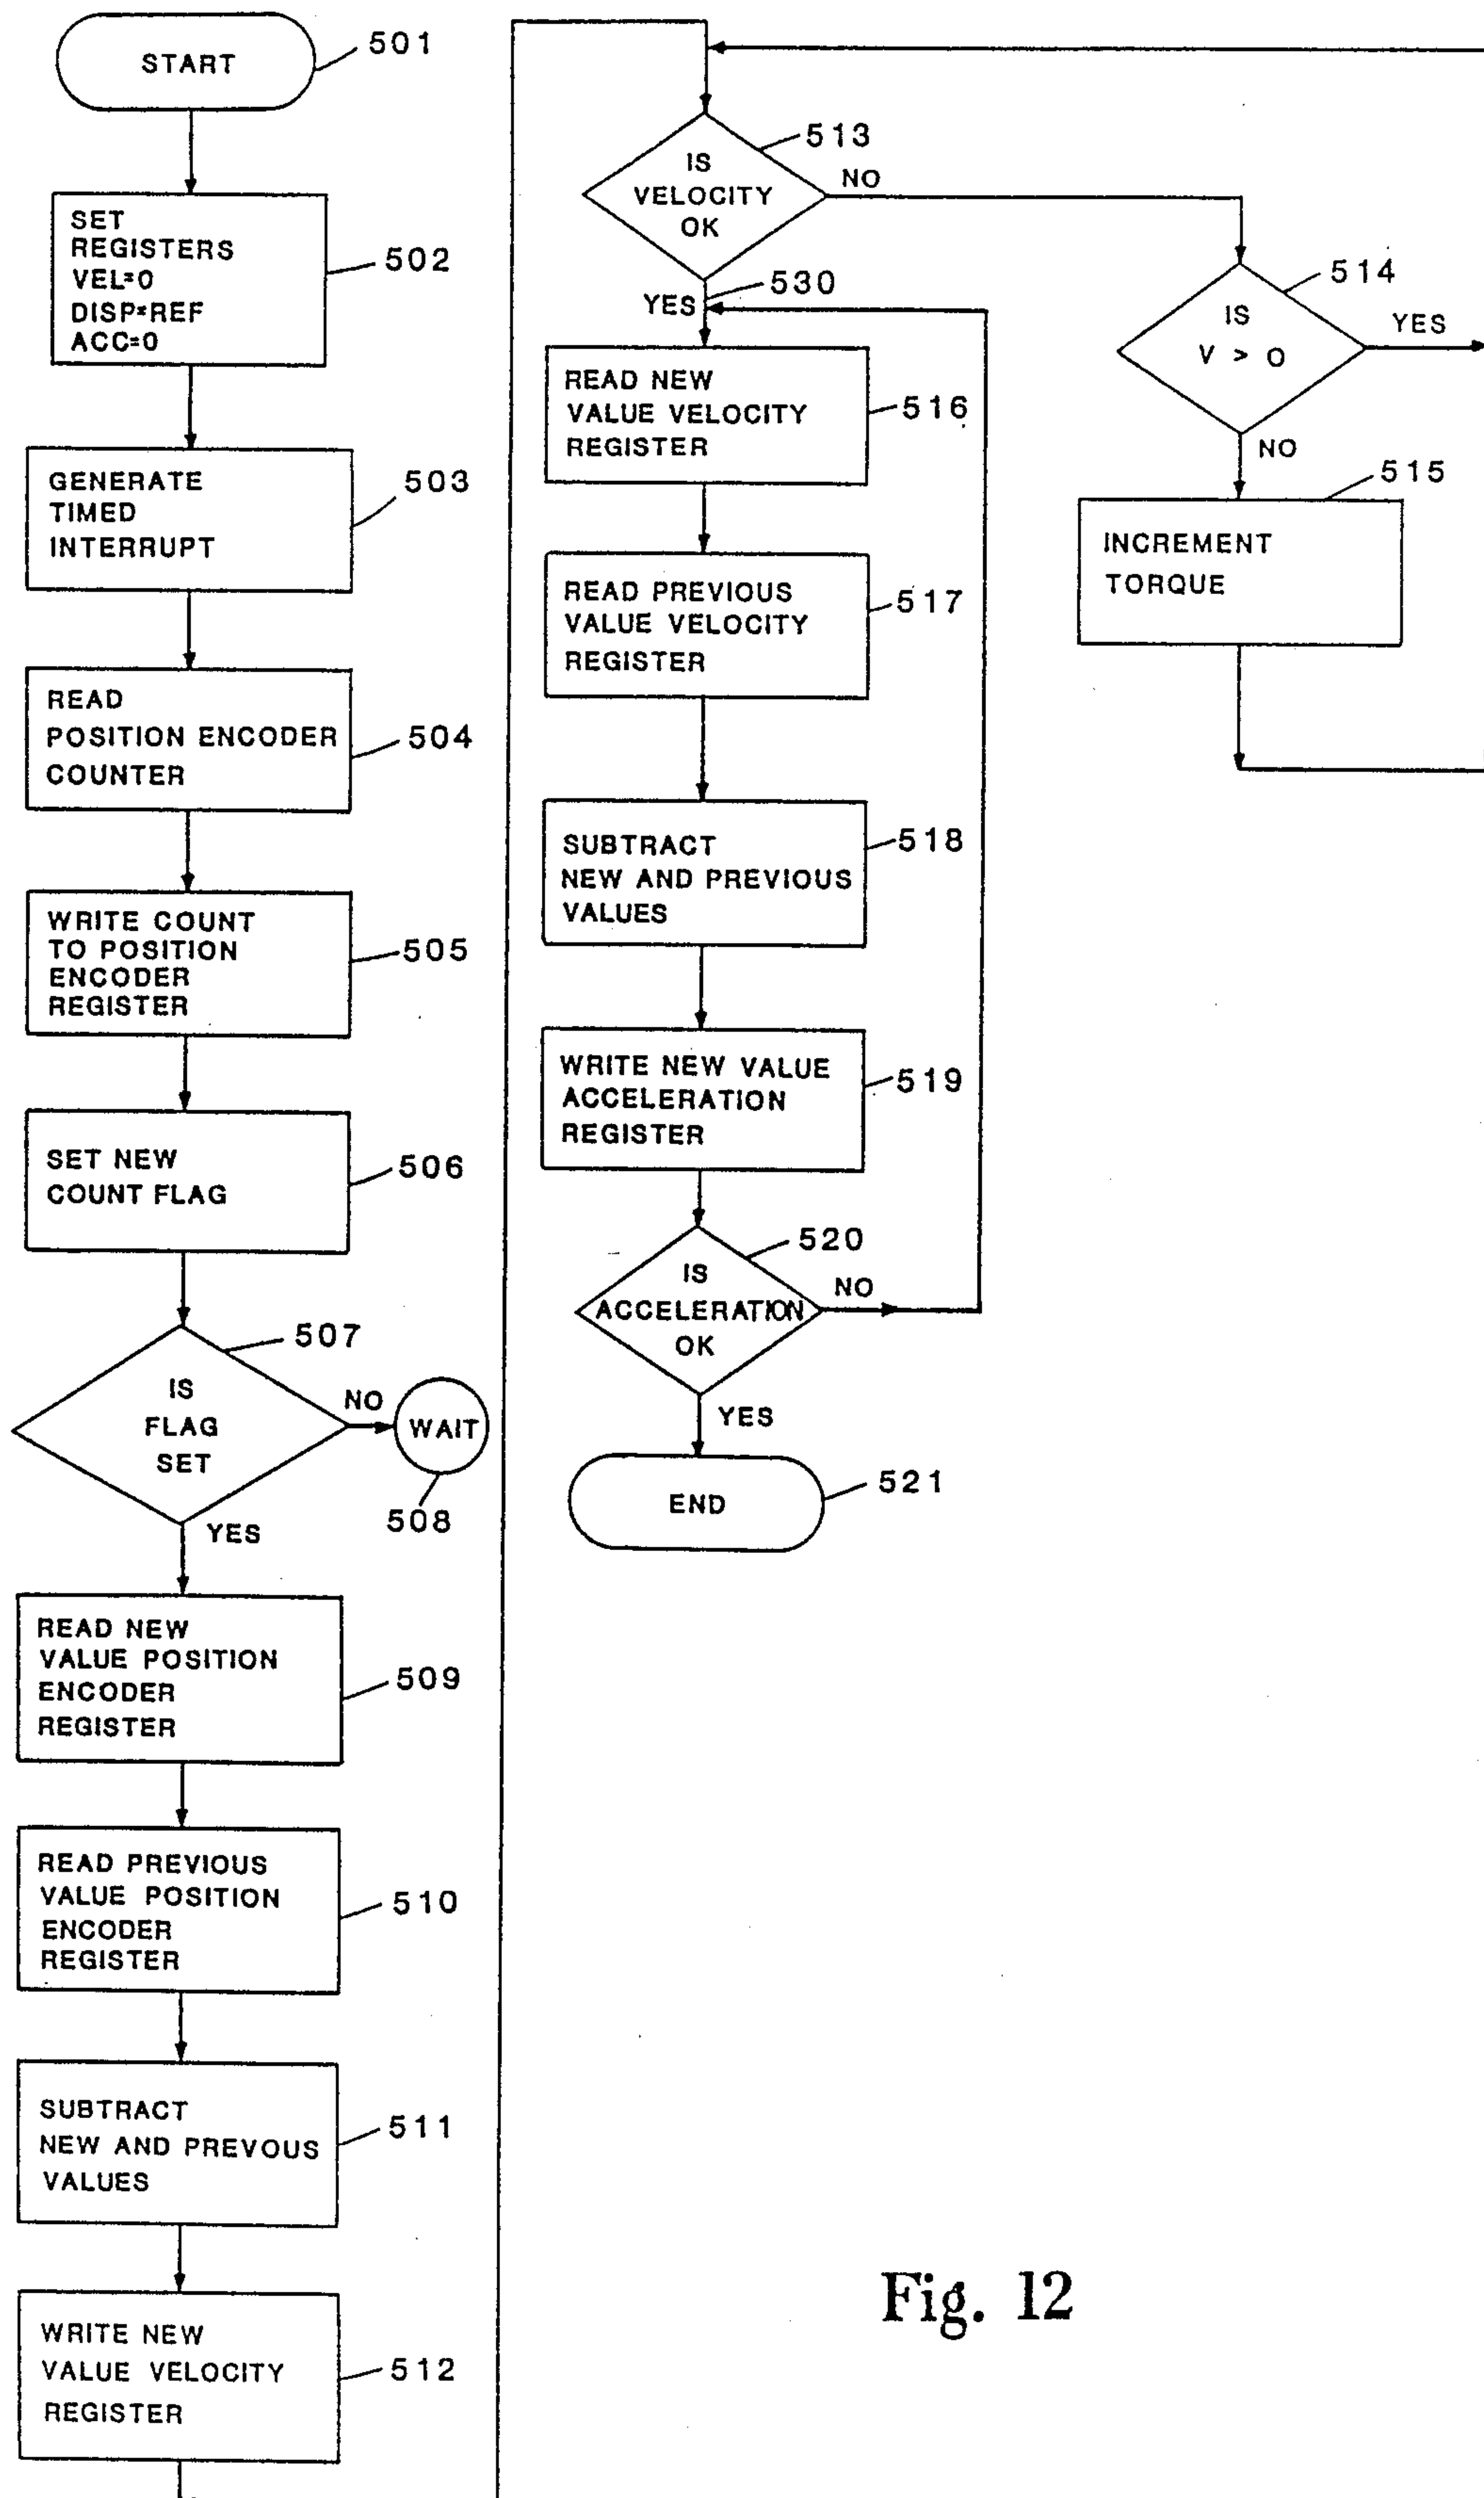 START
501
SET
REGISTERS
VEL=0
DISP=REF
ACC=0
502
GENERATE
TIMED
INTERRUPT
503
READ
POSITION ENCODER
COUNTER
504
WRITE COUNT
TO POSITION
ENCODER
REGISTER
505
SET NEW
COUNT FLAG
506
IS
FLAG
SET
507
NO
WAIT
508
YES
READ NEW
VALUE POSITION
ENCODER
REGISTER
509
READ PREVIOUS
VALUE POSITION
ENCODER
REGISTER
510
SUBTRACT
NEW AND PREVOUS
VALUES
511
WRITE NEW
VALUE VELOCITY
REGISTER
512
IS
VELOCITY
OK
513
NO
YES
530
IS
V > 0
514
YES
NO
INCREMENT
TORQUE
515
READ NEW
VALUE VELOCITY
REGISTER
516
READ PREVIOUS
VALUE VELOCITY
REGISTER
517
SUBTRACT
NEW AND PREVIOUS
VALUES
518
WRITE NEW VALUE
ACCELERATION
REGISTER
519
IS
ACCELERATION
OK
520
NO
YES
END
521
Fig. 12